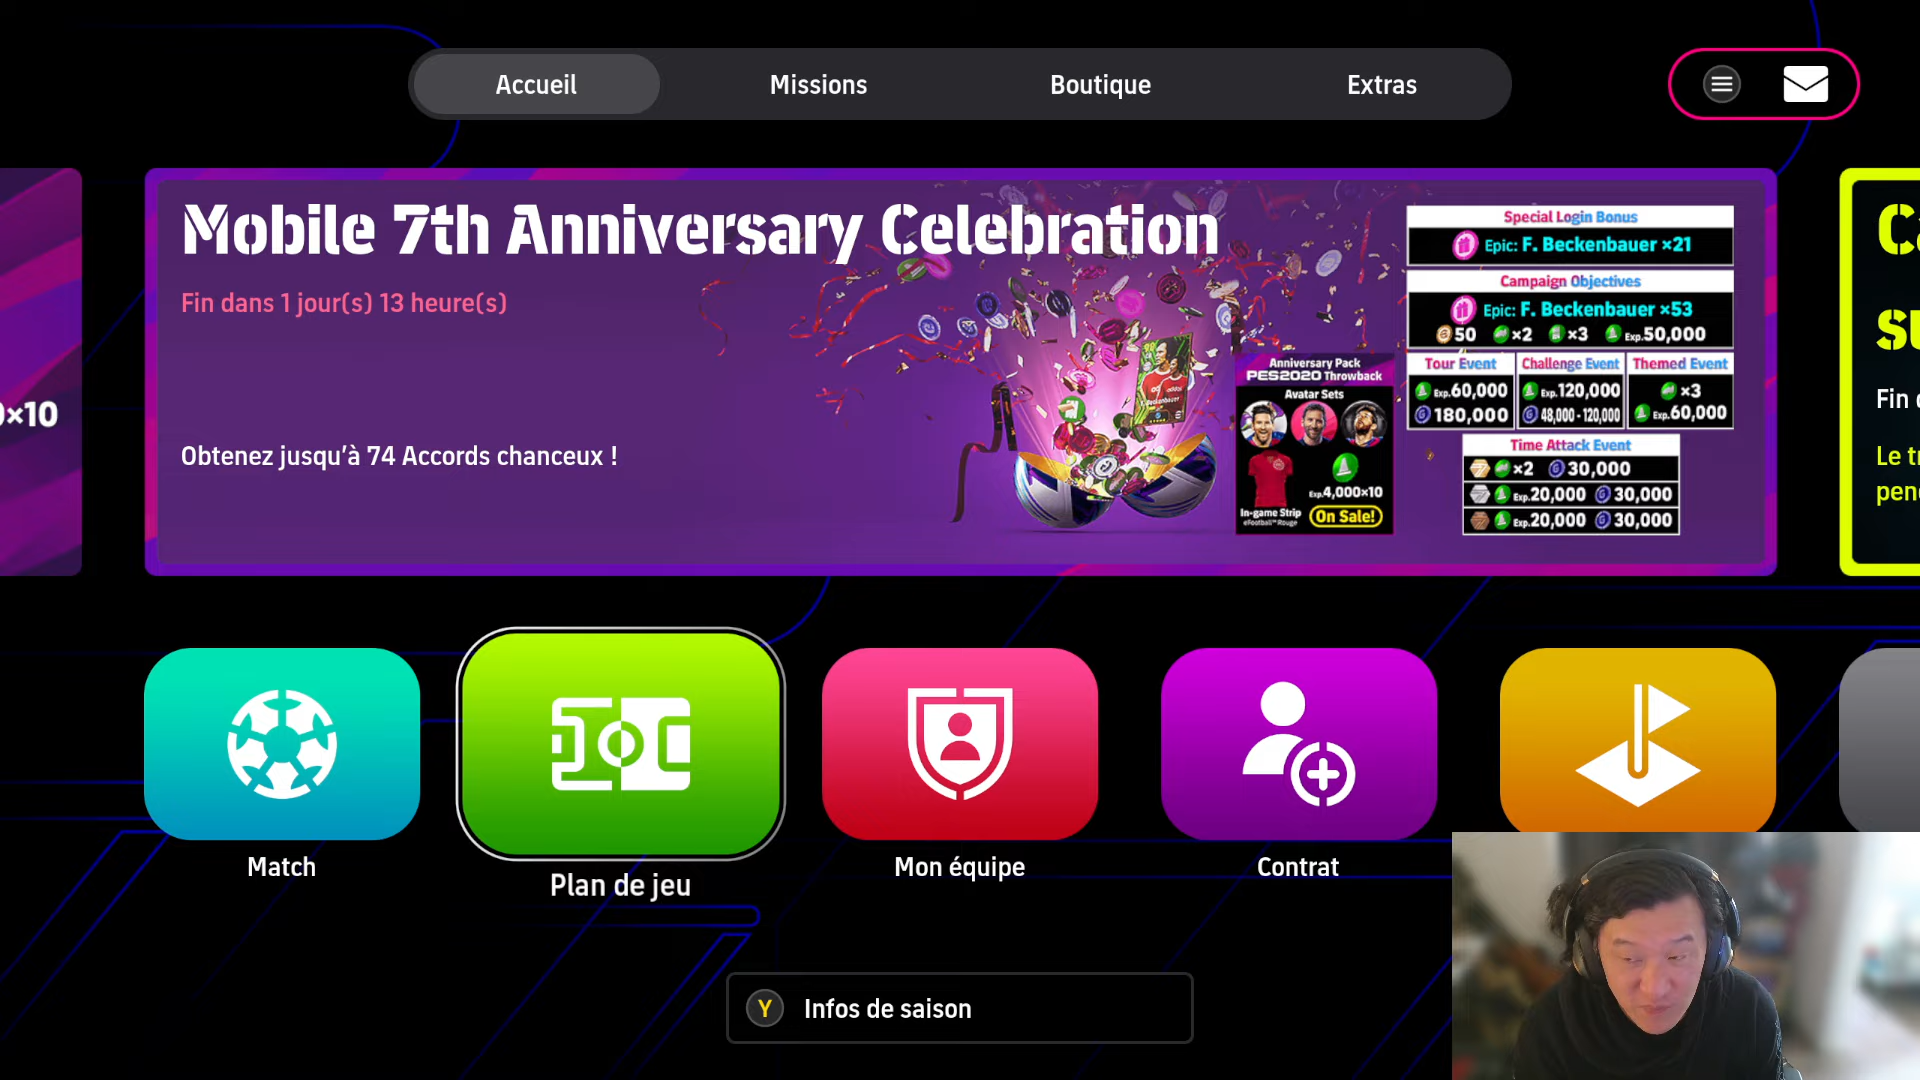 Accueil
Missions
Boutique
Extras
Mobile 7th Anniversary Celebration
Fin dans 1 jour(s) 13 heure(s)
Obtenez jusqu'à 74 Accords chanceux !
Anniversary Pack
PES2020 Throwback
Avatar Sets
Exp.4,000×10
In-game Strip
eFootball™ Rouge
On Sale!
Special Login Bonus
Epic: F. Beckenbauer ×21
Campaign Objectives
Epic: F. Beckenbauer ×53
50 ×2 ×3 Exp.50,000
Tour Event
Exp.60,000
180,000
Challenge Event
Exp.120,000
48,000-120,000
Themed Event
×3
Exp.60,000
Time Attack Event
×2 30,000
Exp.20,000 30,000
Exp.20,000 30,000
×10
Fin
Le
Match
Plan de jeu
Mon équipe
Contrat
Y Infos de saison